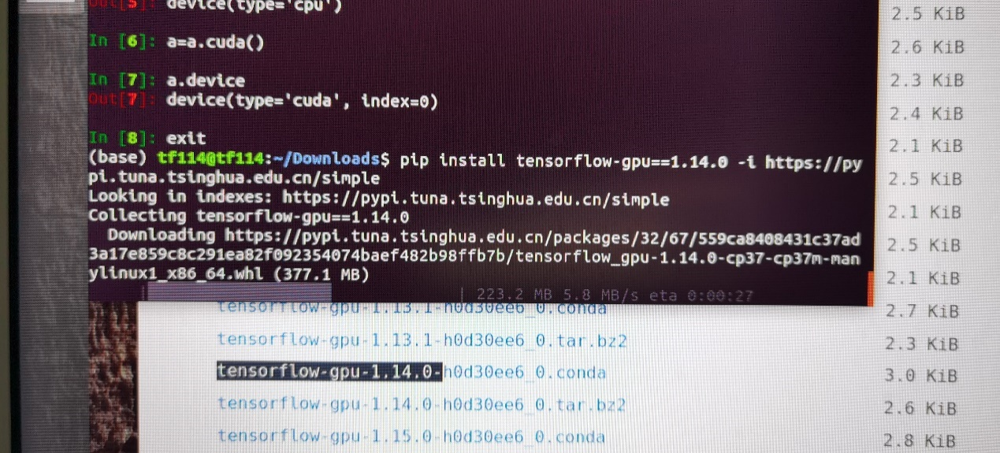 Out[5]: device(type='cpu')
2.5 KiB
In [6]: a=a.cuda()
2.6 KiB
In [7]: a.device
2.3 KiB
Out[7]: device(type='cuda', index=0)
2.4 KiB
In [8]: exit
2.1 KiB
(base) tf114@tf114:~/Downloads$ pip install tensorflow-gpu==1.14.0 -i https://py
pi.tuna.tsinghua.edu.cn/simple
2.5 KiB
Looking in indexes: https://pypi.tuna.tsinghua.edu.cn/simple
Collecting tensorflow-gpu==1.14.0
2.1 KiB
Downloading https://pypi.tuna.tsinghua.edu.cn/packages/32/67/559ca8408431c37ad
2.5 KiB
3a17e859c8c291ea82f092354074baef482b98ffb7b/tensorflow_gpu-1.14.0-cp37-cp37m-man
ylinux1_x86_64.whl (377.1 MB)
2.1 KiB
| 223.2 MB 5.8 MB/s eta 0:00:27
tensorflow-gpu-1.13.1-h0d30ee6_0.conda
2.7 KiB
tensorflow-gpu-1.13.1-h0d30ee6_0.tar.bz2
2.3 KiB
tensorflow-gpu-1.14.0-h0d30ee6_0.conda
3.0 KiB
tensorflow-gpu-1.14.0-h0d30ee6_0.tar.bz2
2.6 KiB
tensorflow-gpu-1.15.0-h0d30ee6_0.conda
2.8 KiB